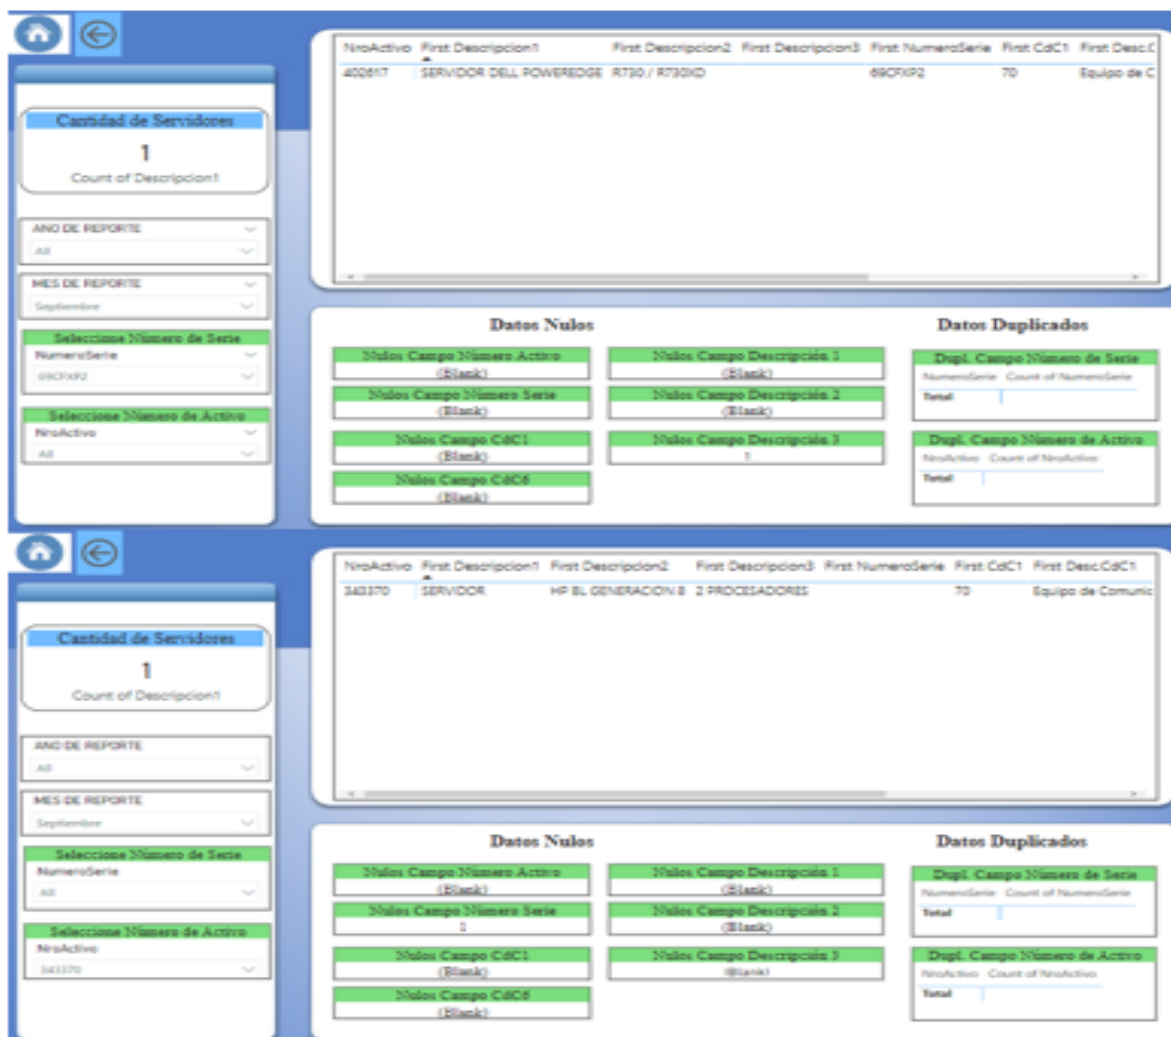 NroActivo First Descripcion1 First Descripcion2 First Descripcion3 First NumeroSerie First CdC1 First Desc.C
402617 SERVIDOR DELL POWEREDGE R730 / R730XD 69CFXP2 70 Equipo de C
Cantidad de Servidores
1
Count of Descripcion1
ANO DE REPORTE
All
MES DE REPORTE
Septiembre
Seleccione Número de Serie
NumeroSerie
69CFXP2
Seleccione Número de Activo
NroActivo
All
Datos Nulos
Nulos Campo Número Activo
(Blank)
Nulos Campo Descripción 1
(Blank)
Nulos Campo Número Serie
(Blank)
Nulos Campo Descripción 2
(Blank)
Nulos Campo CdC1
(Blank)
Nulos Campo Descripción 3
1
Nulos Campo CdC6
(Blank)
Datos Duplicados
Dupl. Campo Número de Serie
NumeroSerie Count of NumeroSerie
Total
Dupl. Campo Número de Activo
NroActivo Count of NroActivo
Total
NroActivo First Descripcion1 First Descripcion2 First Descripcion3 First NumeroSerie First CdC1 First Desc.CdC1
343370 SERVIDOR HP BL GENERACION 8 2 PROCESADORES 70 Equipo de Comunic
Cantidad de Servidores
1
Count of Descripcion1
ANO DE REPORTE
All
MES DE REPORTE
Septiembre
Seleccione Número de Serie
NumeroSerie
All
Seleccione Número de Activo
NroActivo
343370
Datos Nulos
Nulos Campo Número Activo
(Blank)
Nulos Campo Descripción 1
(Blank)
Nulos Campo Número Serie
1
Nulos Campo Descripción 2
(Blank)
Nulos Campo CdC1
(Blank)
Nulos Campo Descripción 3
(Blank)
Nulos Campo CdC6
(Blank)
Datos Duplicados
Dupl. Campo Número de Serie
NumeroSerie Count of NumeroSerie
Total
Dupl. Campo Número de Activo
NroActivo Count of NroActivo
Total